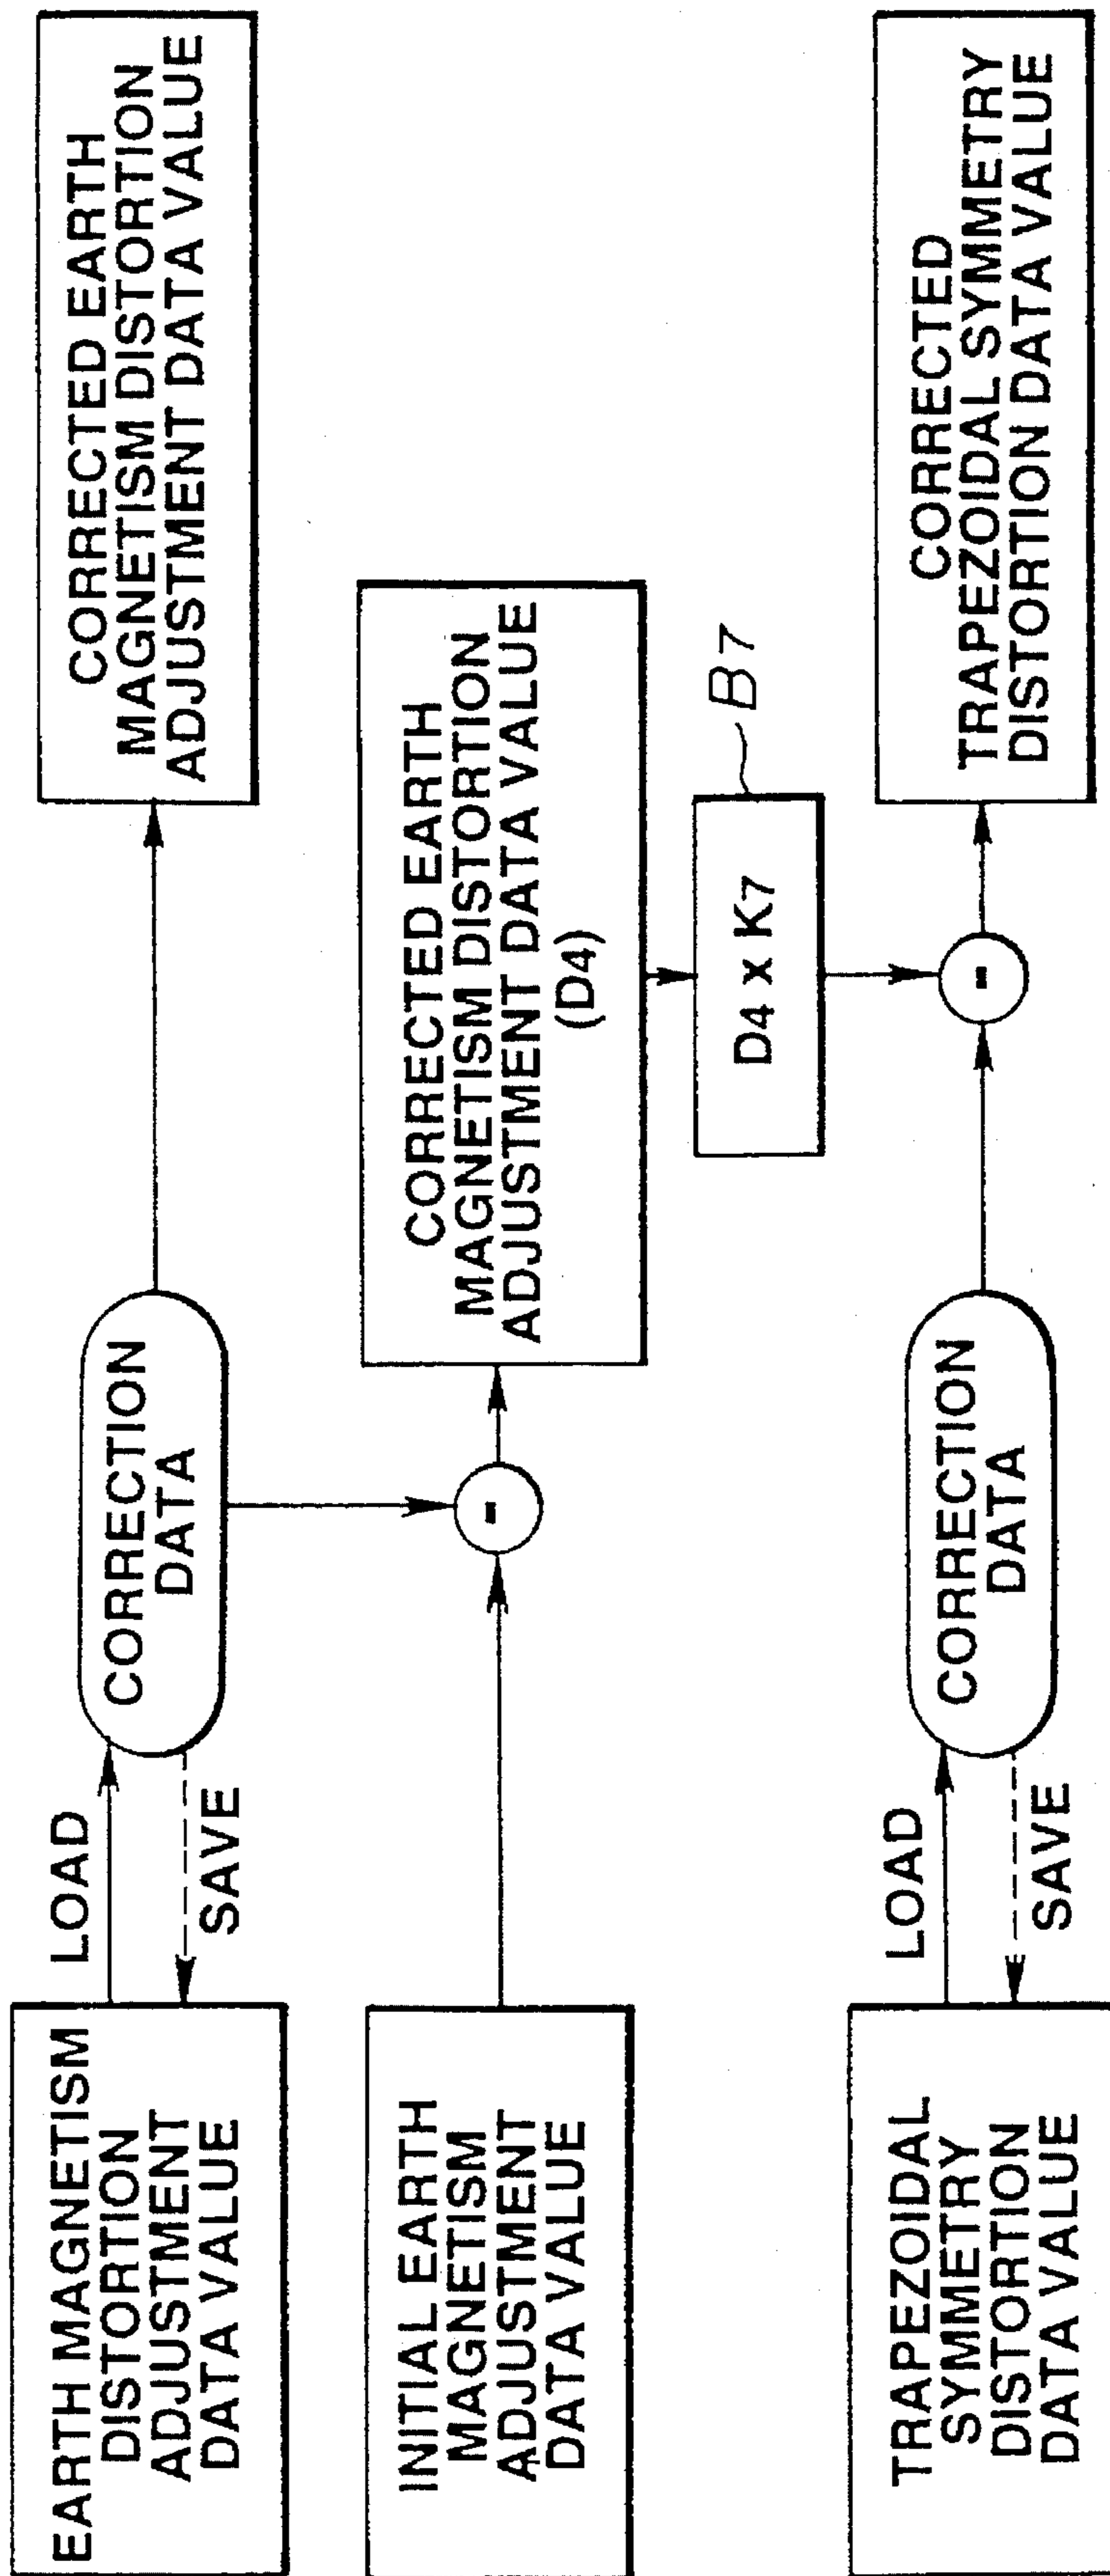 EARTH MAGNETISM
DISTORTION
ADJUSTMENT
DATA VALUE
LOAD
SAVE
CORRECTION
DATA
CORRECTED EARTH
MAGNETISM DISTORTION
ADJUSTMENT DATA VALUE
INITIAL EARTH
MAGNETISM
ADJUSTMENT
DATA VALUE
-
CORRECTED EARTH
MAGNETISM DISTORTION
ADJUSTMENT DATA VALUE
(D4)
D4 x K7
B7
TRAPEZOIDAL
SYMMETRY
DISTORTION
DATA VALUE
LOAD
SAVE
CORRECTION
DATA
-
CORRECTED
TRAPEZOIDAL SYMMETRY
DISTORTION DATA VALUE